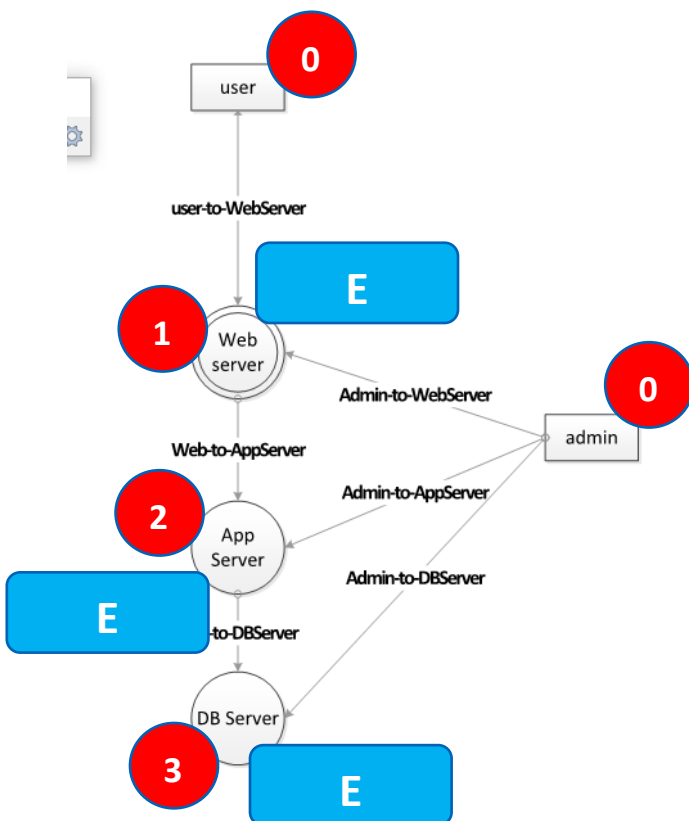 0
user
user-to-WebServer
E
1
Web
server
0
Admin-to-WebServer
admin
Web-to-AppServer
2
Admin-to-AppServer
App
Server
Admin-to-DBServer
E
-to-DBServer
DB Server
3
E